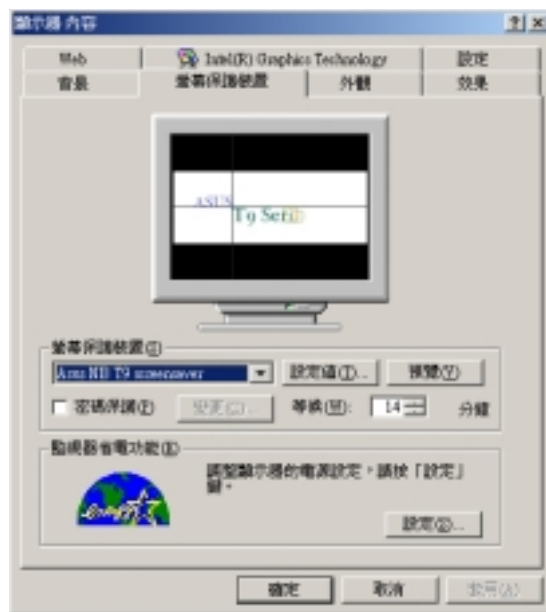 顯示器 內容
Web
Intel(R) Graphics Technology
設定
背景
螢幕保護裝置
外觀
效果
ASUS
T9 Seri
螢幕保護裝置(S)
Asus NB T9 screensaver
設定值(T)...
預覽(V)
密碼保護(P)
變更(C)...
等候(W):
14
分鐘
監視器省電功能(E)
調整顯示器的電源設定，請按「設定」
鍵。
設定(O)...
確定
取消
套用(A)